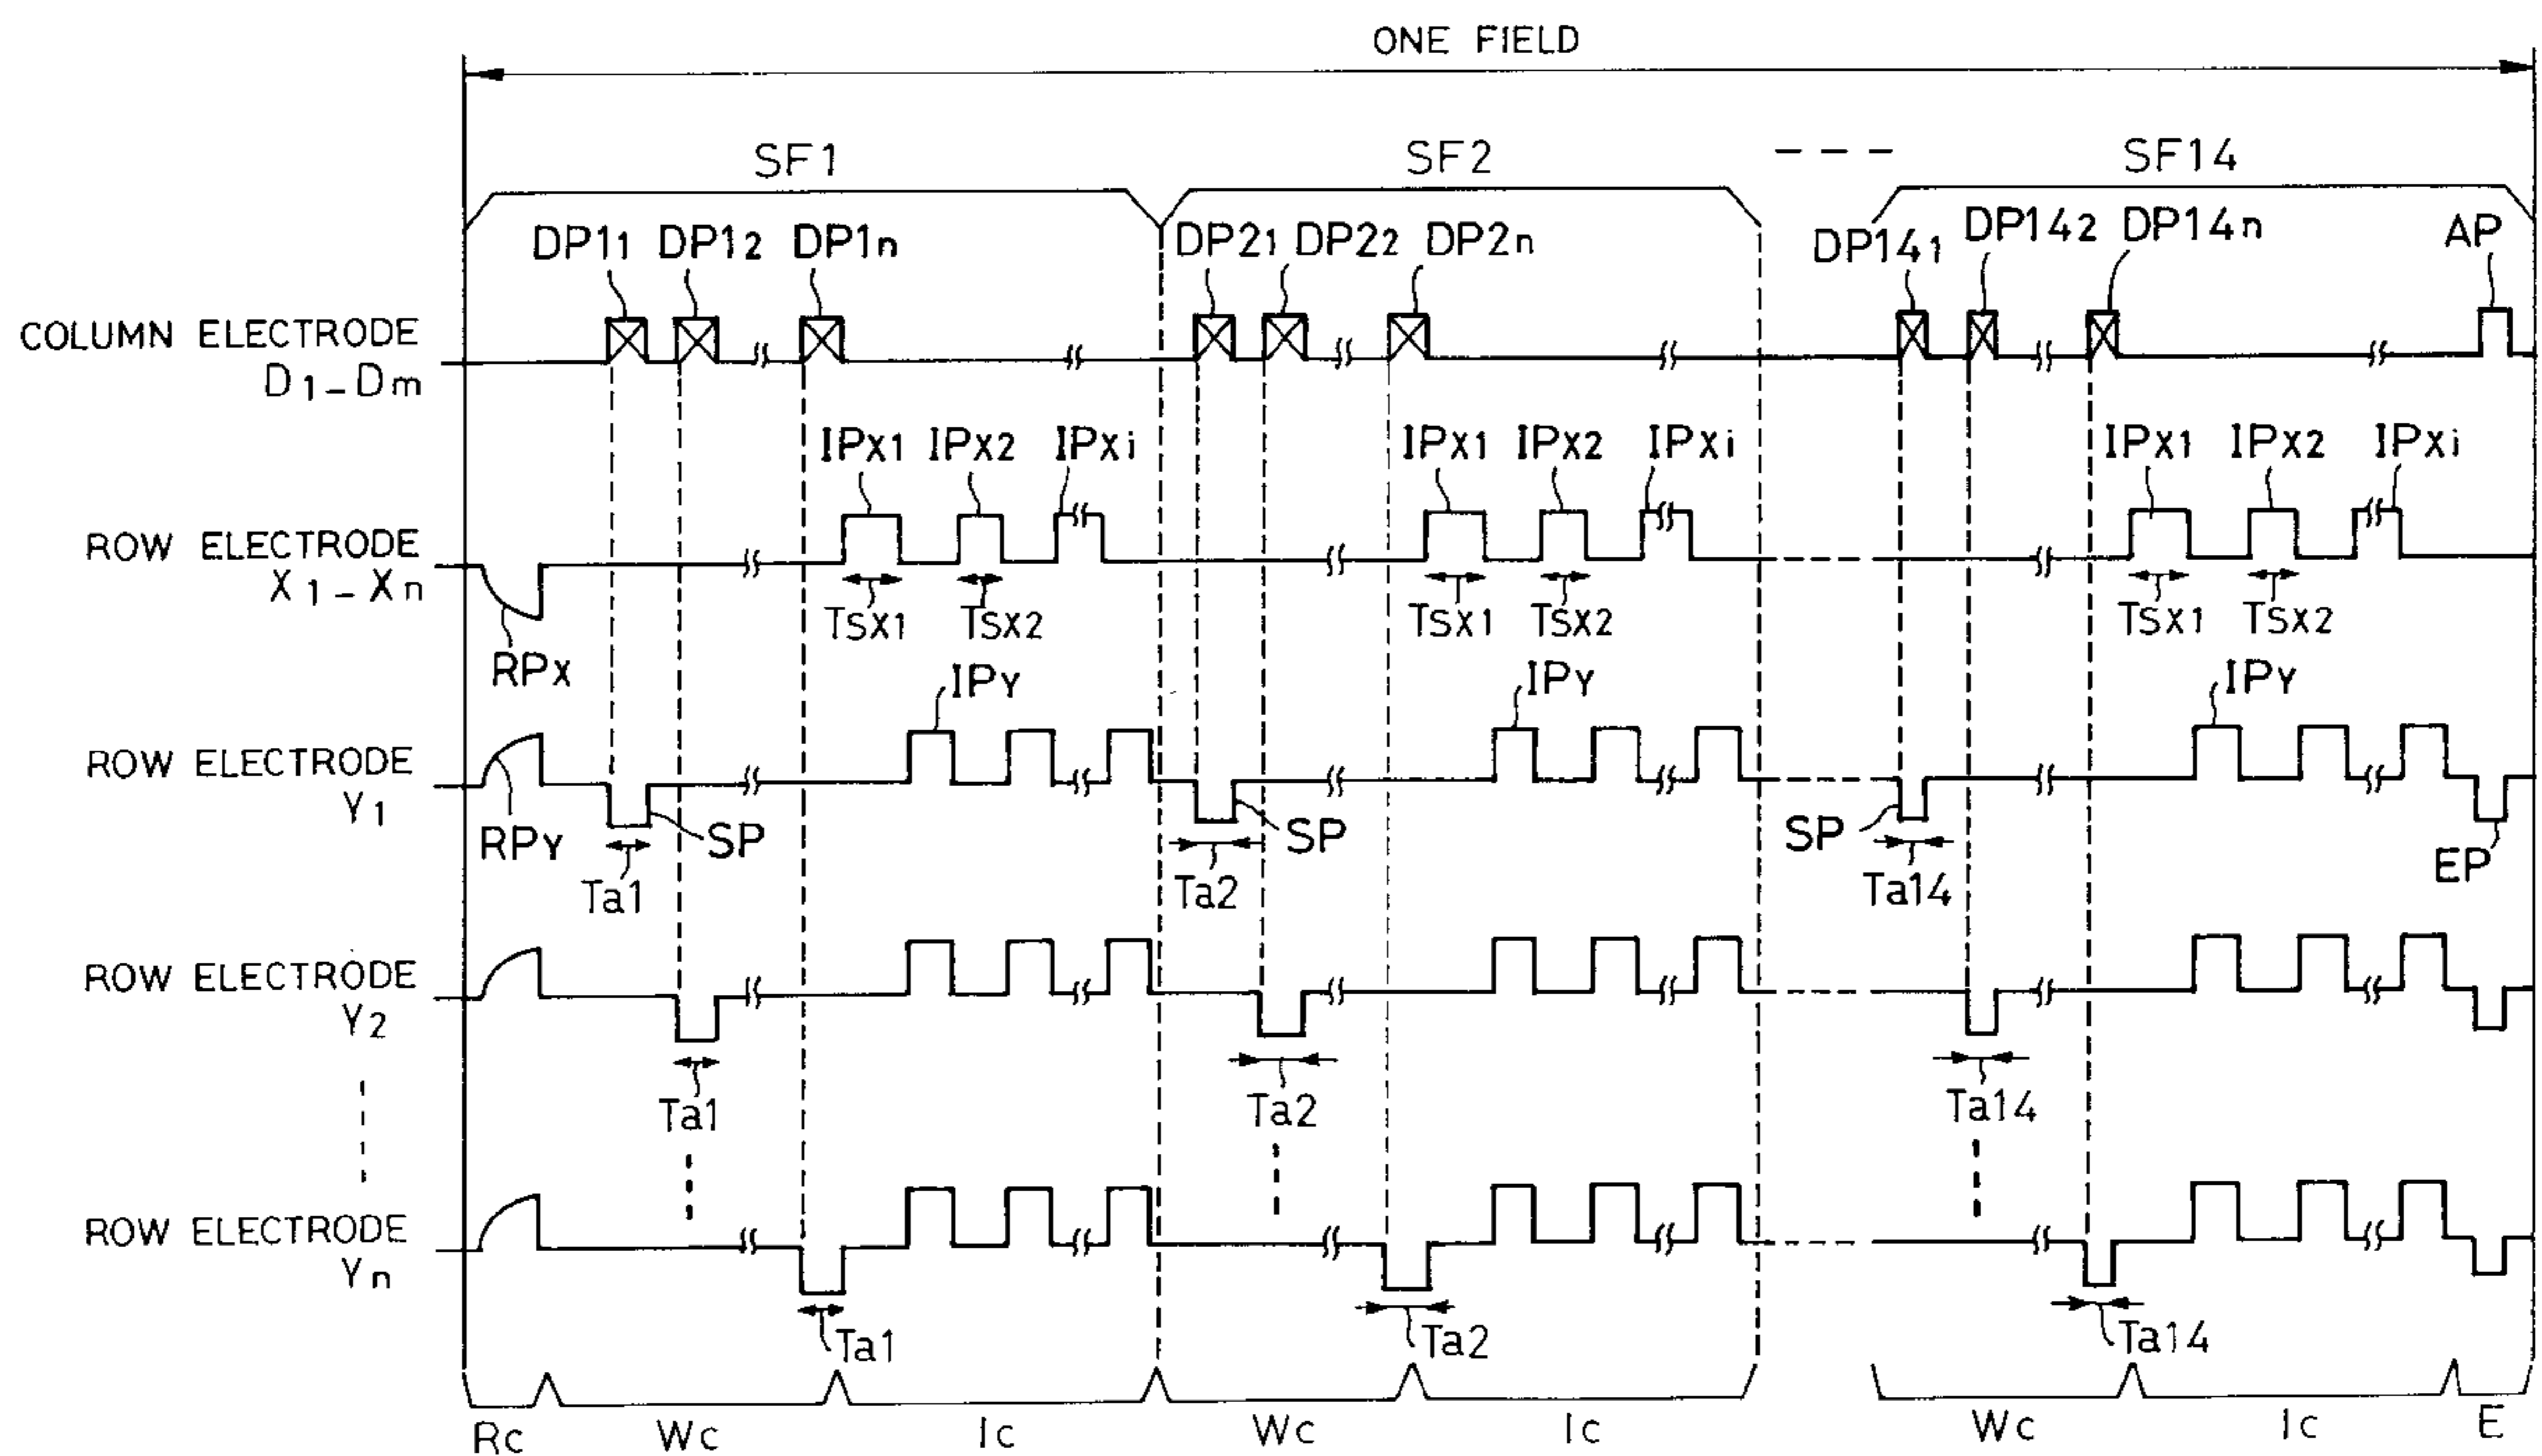 ONE FIELD
SF1 SF2 --- SF14
DP11 DP12 DP1n DP21 DP22 DP2n DP141 DP142 DP14n AP
COLUMN ELECTRODE
D1-Dm
IPX1 IPX2 IPXi IPX1 IPX2 IPXi IPX1 IPX2 IPXi
ROW ELECTRODE
X1-Xn
TSX1 TSX2 TSX1 TSX2 TSX1 TSX2
RPX
IPY IPY IPY
ROW ELECTRODE
Y1
RPY SP SP SP EP
Ta1 Ta2 Ta14
ROW ELECTRODE
Y2
Ta1 Ta2 Ta14
ROW ELECTRODE
Yn
Ta1 Ta2 Ta14
Rc Wc Ic Wc Ic Wc Ic E